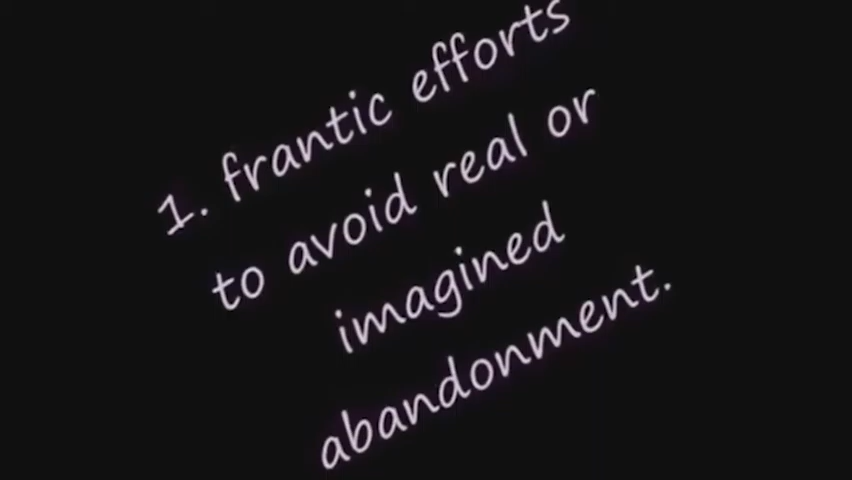 1. frantic efforts
to avoid real or
imagined
abandonment.